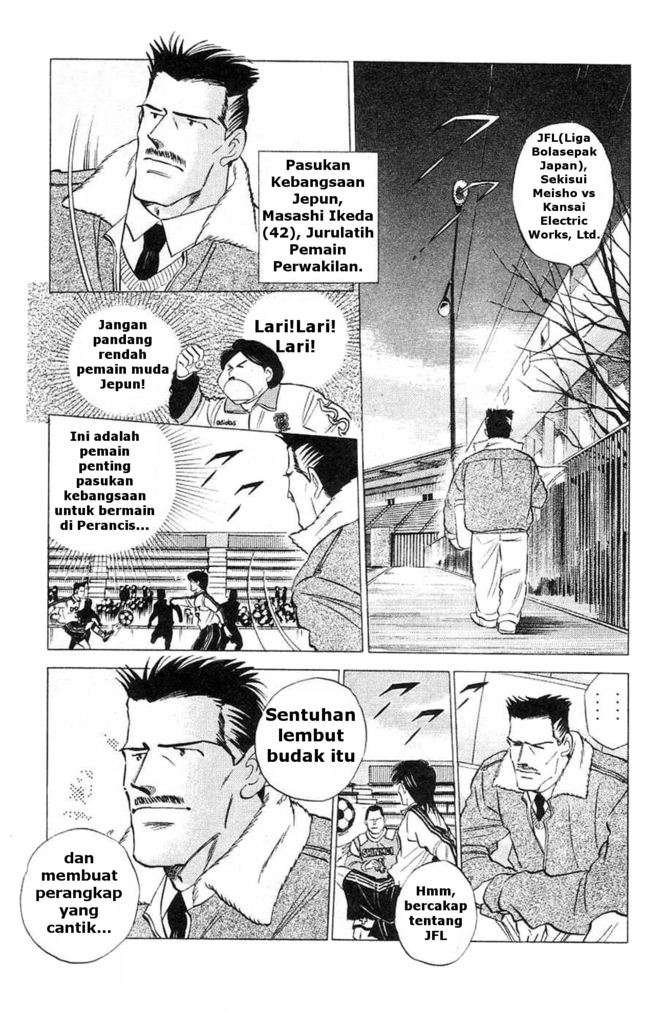 JFL(Liga
Bolasepak
Japan),
Sekisui
Meisho vs
Kansai
Electric
Works, Ltd.
Pasukan
Kebangsaan
Jepun,
Masashi Ikeda
(42), Jurulatih
Pemain
Perwakilan.
Lari!Lari!
Lari!
Jangan
pandang
rendah
pemain muda
Jepun!
adidas
Ini adalah
pemain
penting
pasukan
kebangsaan
untuk bermain
di Perancis...
Sentuhan
lembut
budak itu
dan
membuat
perangkap
yang
cantik...
Hmm,
bercakap
tentang
JFL